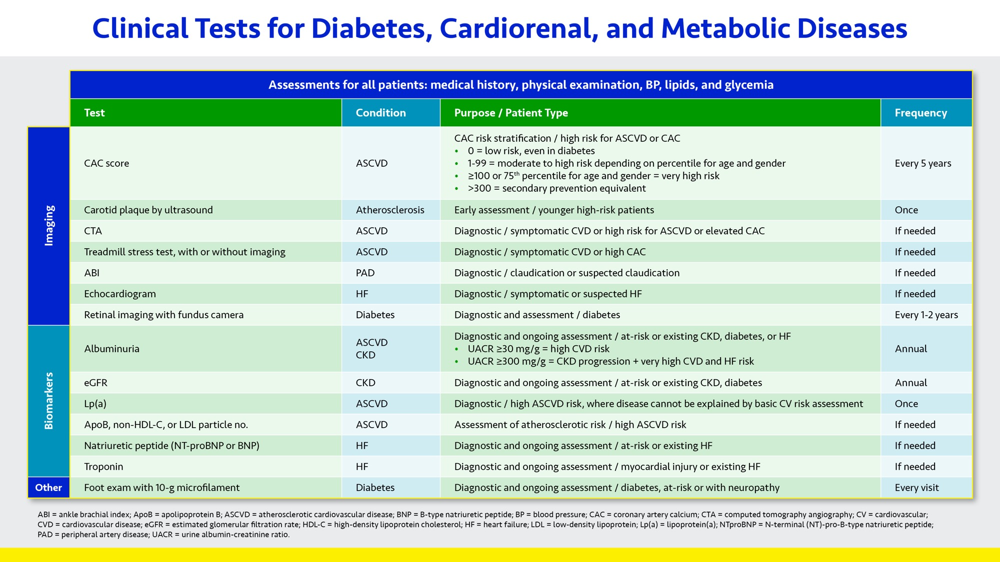 Clinical Tests for Diabetes, Cardiorenal, and Metabolic Diseases
Assessments for all patients: medical history, physical examination, BP, lipids, and glycemia
Test Condition Purpose / Patient Type Frequency
Imaging
CAC score ASCVD CAC risk stratification / high risk for ASCVD or CAC
• 0 = low risk, even in diabetes
• 1-99 = moderate to high risk depending on percentile for age and gender
• ≥100 or 75th percentile for age and gender = very high risk
• >300 = secondary prevention equivalent
Every 5 years
Carotid plaque by ultrasound Atherosclerosis Early assessment / younger high-risk patients Once
CTA ASCVD Diagnostic / symptomatic CVD or high risk for ASCVD or elevated CAC If needed
Treadmill stress test, with or without imaging ASCVD Diagnostic / symptomatic CVD or high CAC If needed
ABI PAD Diagnostic / claudication or suspected claudication If needed
Echocardiogram HF Diagnostic / symptomatic or suspected HF If needed
Retinal imaging with fundus camera Diabetes Diagnostic and assessment / diabetes Every 1-2 years
Biomarkers
Albuminuria ASCVD
CKD
Diagnostic and ongoing assessment / at-risk or existing CKD, diabetes, or HF
• UACR ≥30 mg/g = high CVD risk
• UACR ≥300 mg/g = CKD progression + very high CVD and HF risk
Annual
eGFR CKD Diagnostic and ongoing assessment / at-risk or existing CKD, diabetes Annual
Lp(a) ASCVD Diagnostic / high ASCVD risk, where disease cannot be explained by basic CV risk assessment Once
ApoB, non-HDL-C, or LDL particle no. ASCVD Assessment of atherosclerotic risk / high ASCVD risk If needed
Natriuretic peptide (NT-proBNP or BNP) HF Diagnostic and ongoing assessment / at-risk or existing HF If needed
Troponin HF Diagnostic and ongoing assessment / myocardial injury or existing HF If needed
Other
Foot exam with 10-g microfilament Diabetes Diagnostic and ongoing assessment / diabetes, at-risk or with neuropathy Every visit
ABI = ankle brachial index; ApoB = apolipoprotein B; ASCVD = atherosclerotic cardiovascular disease; BNP = B-type natriuretic peptide; BP = blood pressure; CAC = coronary artery calcium; CTA = computed tomography angiography; CV = cardiovascular;
CVD = cardiovascular disease; eGFR = estimated glomerular filtration rate; HDL-C = high-density lipoprotein cholesterol; HF = heart failure; LDL = low-density lipoprotein; Lp(a) = lipoprotein(a); NTproBNP = N-terminal (NT)-pro-B-type natriuretic peptide;
PAD = peripheral artery disease; UACR = urine albumin-creatinine ratio.